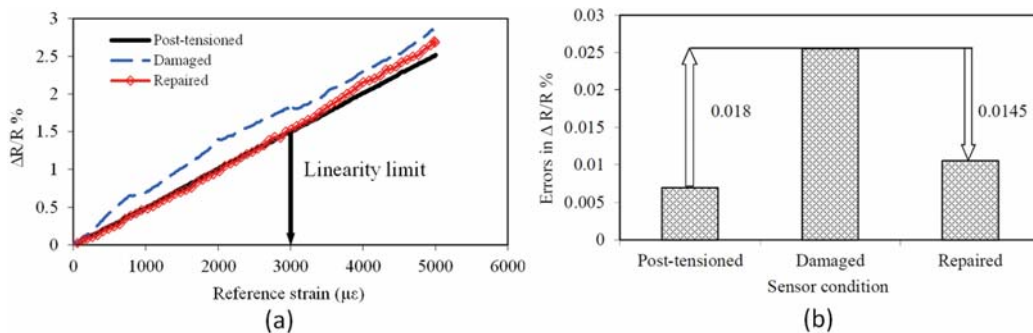 3
2.5
2
1.5
1
0.5
0
ΔR/R %
Post-tensioned
Damaged
Repaired
Linearity limit
0 1000 2000 3000 4000 5000 6000
Reference strain (με)
(a)
0.03
0.025
0.02
0.015
0.01
0.005
0
Errors in Δ R/R %
0.018
0.0145
Post-tensioned Damaged Repaired
Sensor condition
(b)